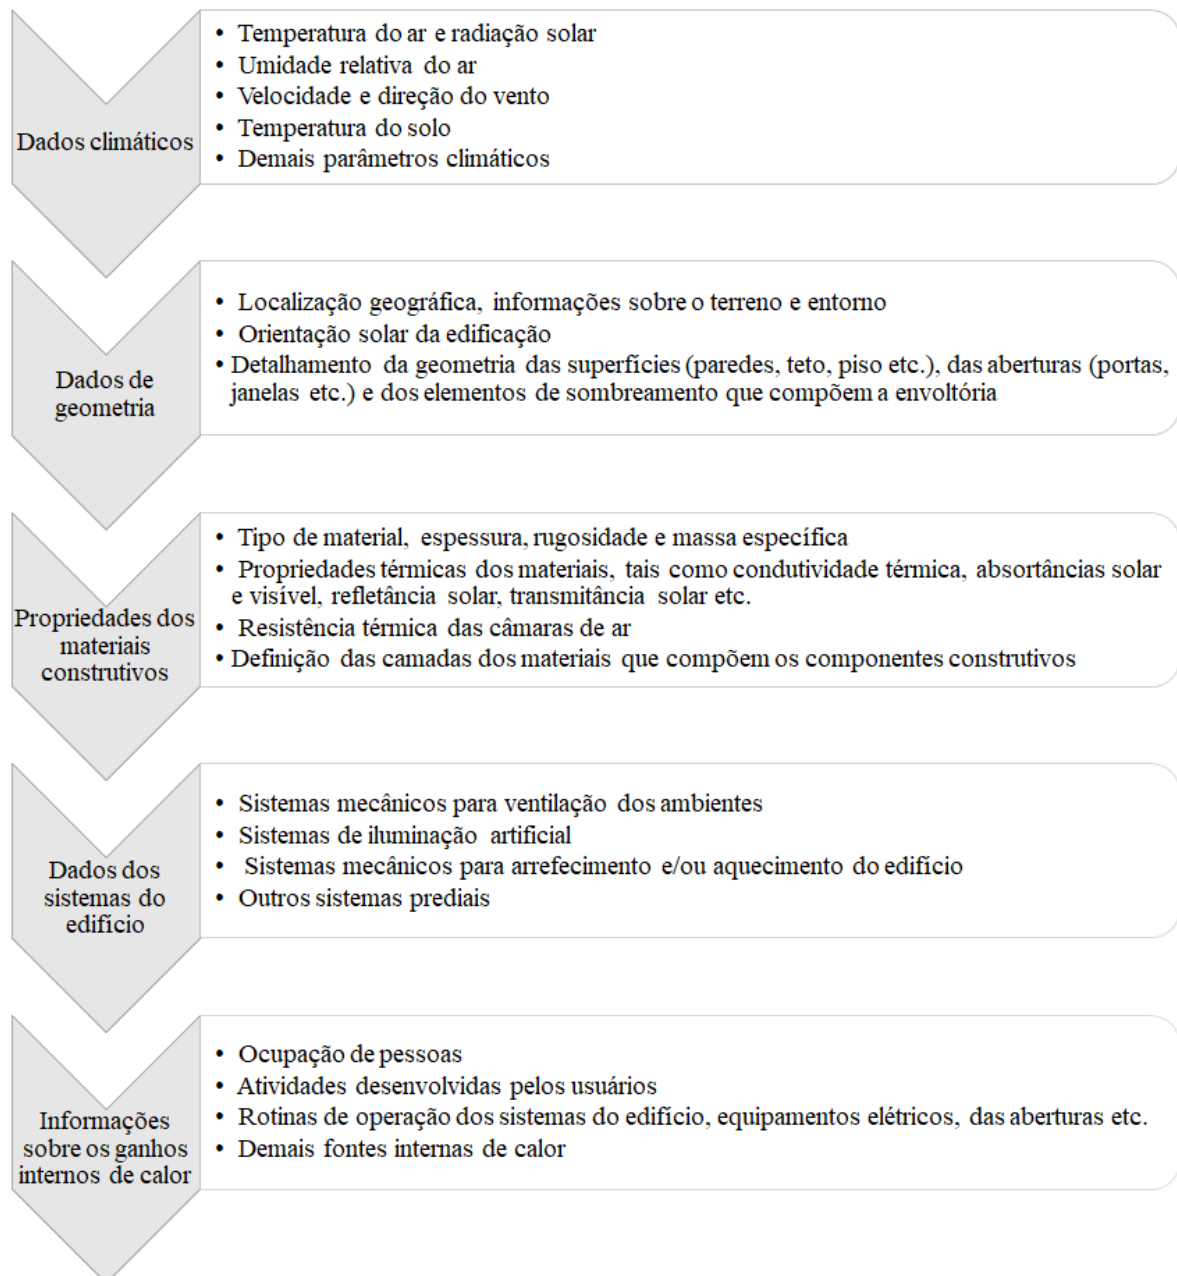 Dados climáticos
• Temperatura do ar e radiação solar
• Umidade relativa do ar
• Velocidade e direção do vento
• Temperatura do solo
• Demais parâmetros climáticos
Dados de
geometria
• Localização geográfica, informações sobre o terreno e entorno
• Orientação solar da edificação
• Detalhamento da geometria das superfícies (paredes, teto, piso etc.), das aberturas (portas,
janelas etc.) e dos elementos de sombreamento que compõem a envoltória
Propriedades dos
materiais
construtivos
• Tipo de material, espessura, rugosidade e massa específica
• Propriedades térmicas dos materiais, tais como condutividade térmica, absortâncias solar
e visível, refletância solar, transmitância solar etc.
• Resistência térmica das câmaras de ar
• Definição das camadas dos materiais que compõem os componentes construtivos
Dados dos
sistemas do
edifício
• Sistemas mecânicos para ventilação dos ambientes
• Sistemas de iluminação artificial
• Sistemas mecânicos para arrefecimento e/ou aquecimento do edifício
• Outros sistemas prediais
Informações
sobre os ganhos
internos de calor
• Ocupação de pessoas
• Atividades desenvolvidas pelos usuários
• Rotinas de operação dos sistemas do edifício, equipamentos elétricos, das aberturas etc.
• Demais fontes internas de calor